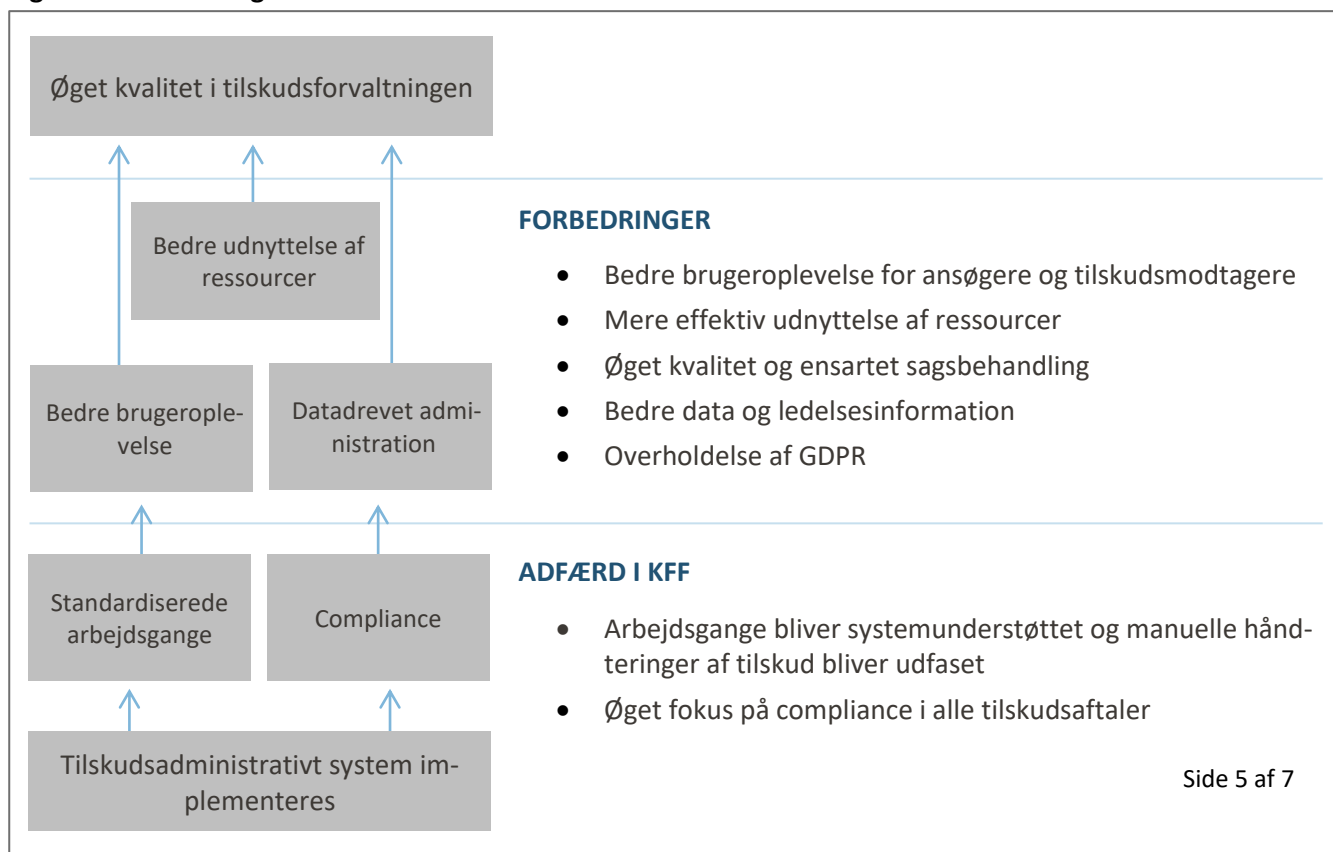 Øget kvalitet i tilskudsforvaltningen
Bedre udnyttelse af
ressourcer
FORBEDRINGER
• Bedre brugeroplevelse for ansøgere og tilskudsmodtagere
• Mere effektiv udnyttelse af ressourcer
• Øget kvalitet og ensartet sagsbehandling
• Bedre data og ledelsesinformation
• Overholdelse af GDPR
Bedre brugerople-
velse
Datadrevet admi-
nistration
Standardiserede
arbejdsgange
Compliance
ADFÆRD I KFF
• Arbejdsgange bliver systemunderstøttet og manuelle hånd-
teringer af tilskud bliver udfaset
• Øget fokus på compliance i alle tilskudsaftaler
Tilskudsadministrativt system im-
plementeres
Side 5 af 7